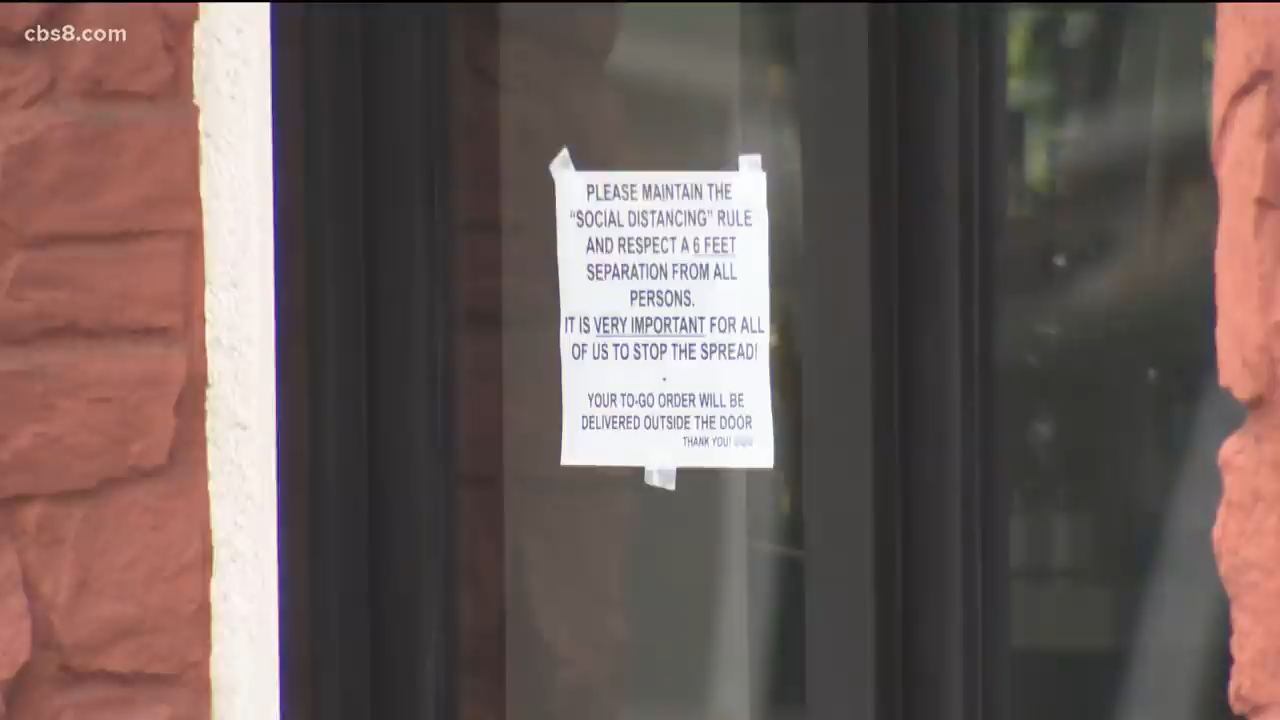 cbs8.com
PLEASE MAINTAIN THE
"SOCIAL DISTANCING" RULE
AND RESPECT A 6 FEET
SEPARATION FROM ALL
PERSONS.
IT IS VERY IMPORTANT FOR ALL
OF US TO STOP THE SPREAD!
.
YOUR TO-GO ORDER WILL BE
DELIVERED OUTSIDE THE DOOR
THANK YOU!